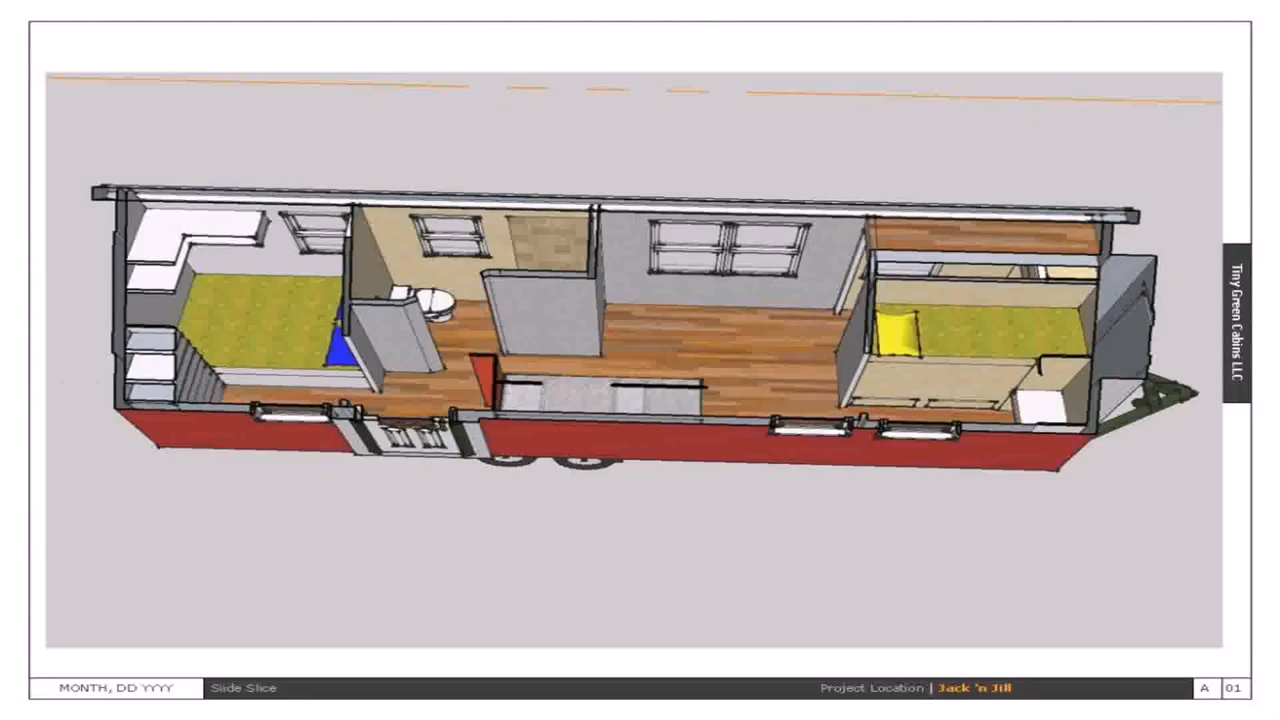 Tiny Green Cabins LLC
MONTH, DD YYYY
Slide Slice
Project Location | Jack 'n Jill
A
01